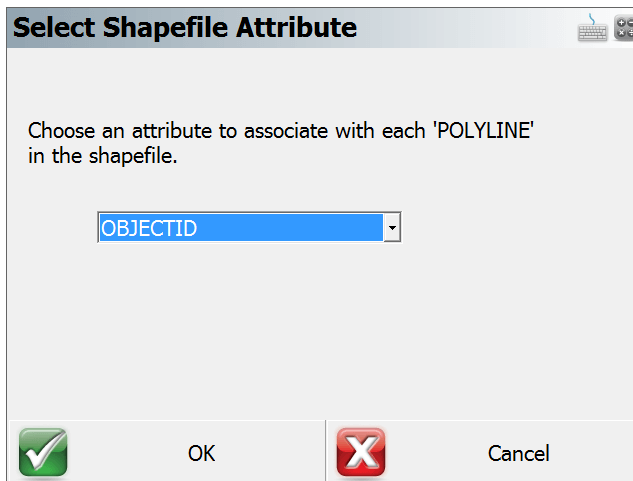 Select Shapefile Attribute
Choose an attribute to associate with each 'POLYLINE'
in the shapefile.
OBJECTID
OK
Cancel